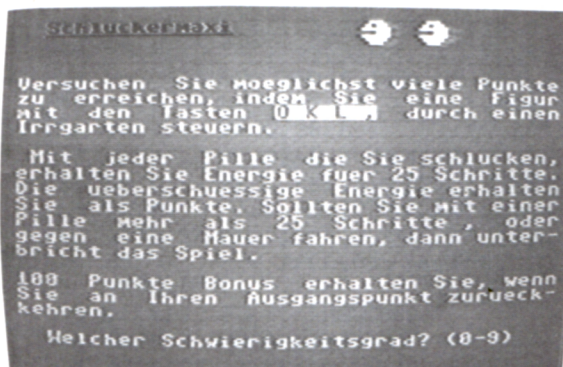 Schluckermaxi
Versuchen Sie moeglichst viele Punkte
zu erreichen, indem Sie eine Figur
mit den Tasten O K L , durch einen
Irrgarten steuern.
Mit jeder Pille die Sie schlucken,
erhalten Sie Energie fuer 25 Schritte.
Die ueberschuessige Energie erhalten
Sie als Punkte. Sollten Sie mit einer
Pille mehr als 25 Schritte , oder
gegen eine Mauer fahren, dann unter-
bricht das Spiel.
100 Punkte Bonus erhalten Sie, wenn
Sie an Ihren Ausgangspunkt zurueck-
kehren.
Welcher Schwierigkeitsgrad? (0-9)